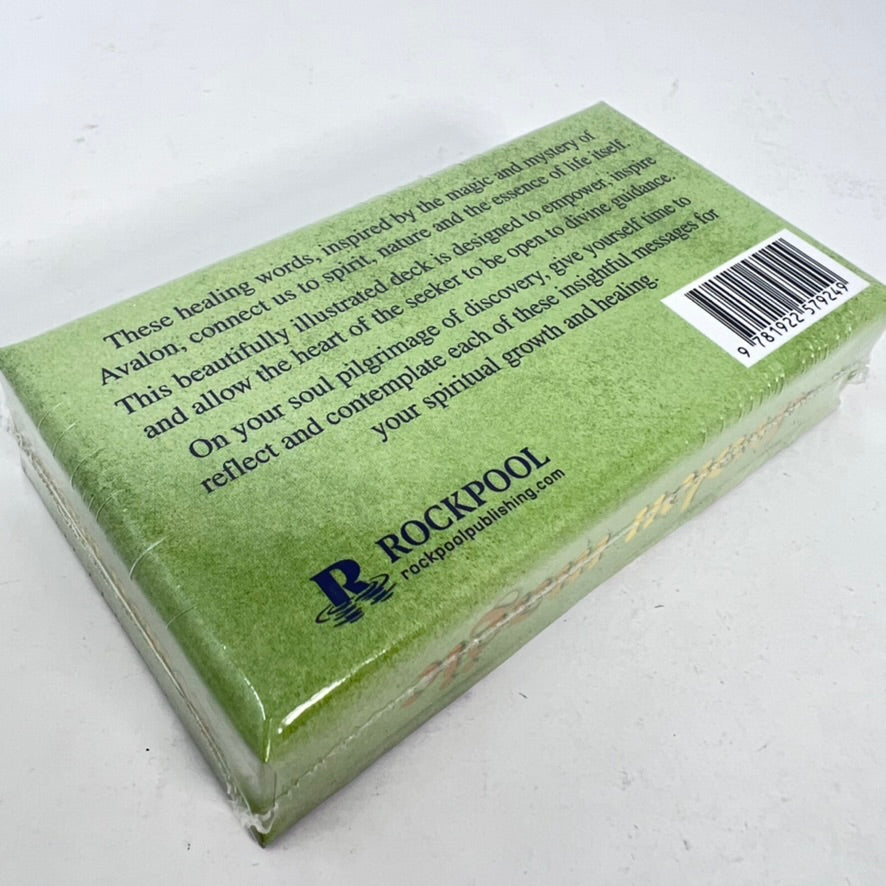 These healing words, inspired by the magic and mystery of
Avalon, connect us to spirit, nature and the essence of life itself.
This beautifully illustrated deck is designed to empower, inspire
and allow the heart of the seeker to be open to divine guidance.
On your soul pilgrimage of discovery, give yourself time to
reflect and contemplate each of these insightful messages for
your spiritual growth and healing.
9 781922 579249
R ROCKPOOL
rockpoolpublishing.com